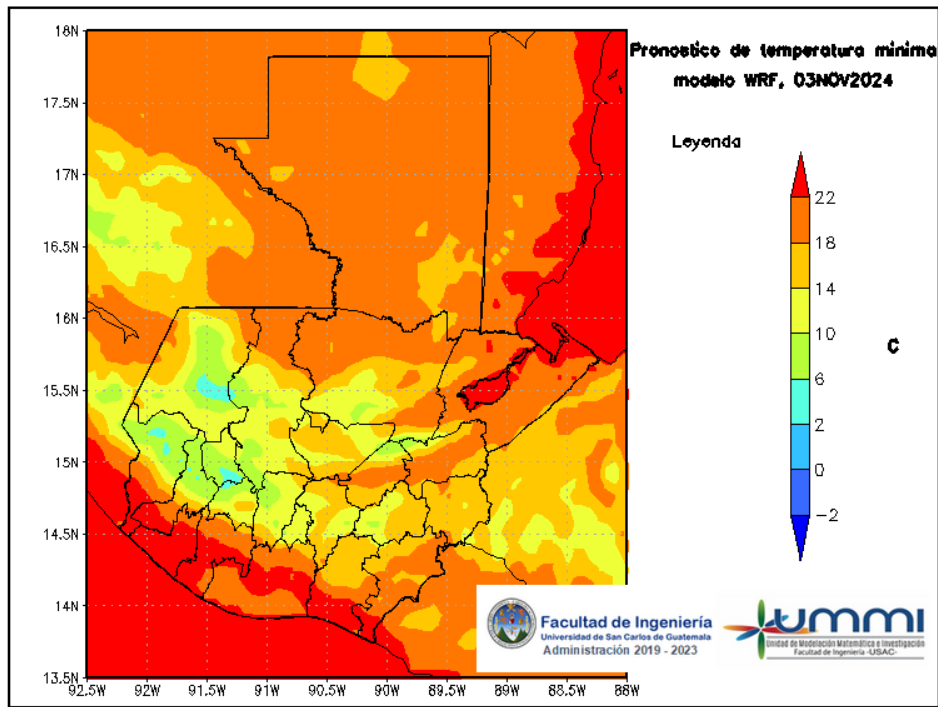 Pronostico de temperatura minima
modelo WRF, 03NOV2024
Leyenda
22
18
14
10
6
2
0
−2
C
18N
17.5N
17N
16.5N
16N
15.5N
15N
14.5N
14N
13.5N
92.5W
92W
91.5W
91W
90.5W
90W
89.5W
89W
88.5W
88W
Facultad de Ingeniería
Universidad de San Carlos de Guatemala
Administración 2019 - 2023
ummi
Unidad de Modelación Matemática e Investigación
Facultad de Ingeniería -USAC-